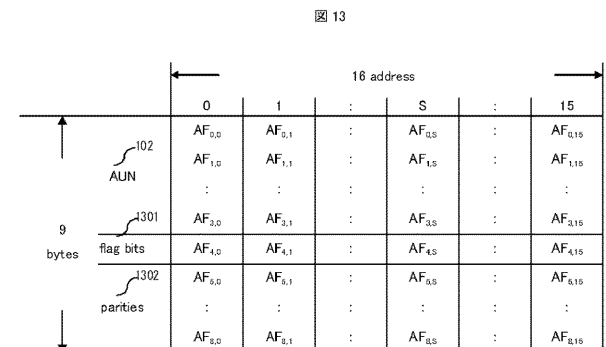 図 13
16 address
0 1 : S : 15
AF0,0 AF0,1 : AF0,S : AF0,15
102
AF1,0 AF1,1 : AF1,S : AF1,15
AUN
: : : : : :
1301
AF3,0 AF3,1 : AF3,S : AF3,15
9
bytes
flag bits AF4,0 AF4,1 : AF4,S : AF4,15
1302
AF5,0 AF5,1 : AF5,S : AF5,15
parities
: : : : : :
AF8,0 AF8,1 : AF8,S : AF8,15